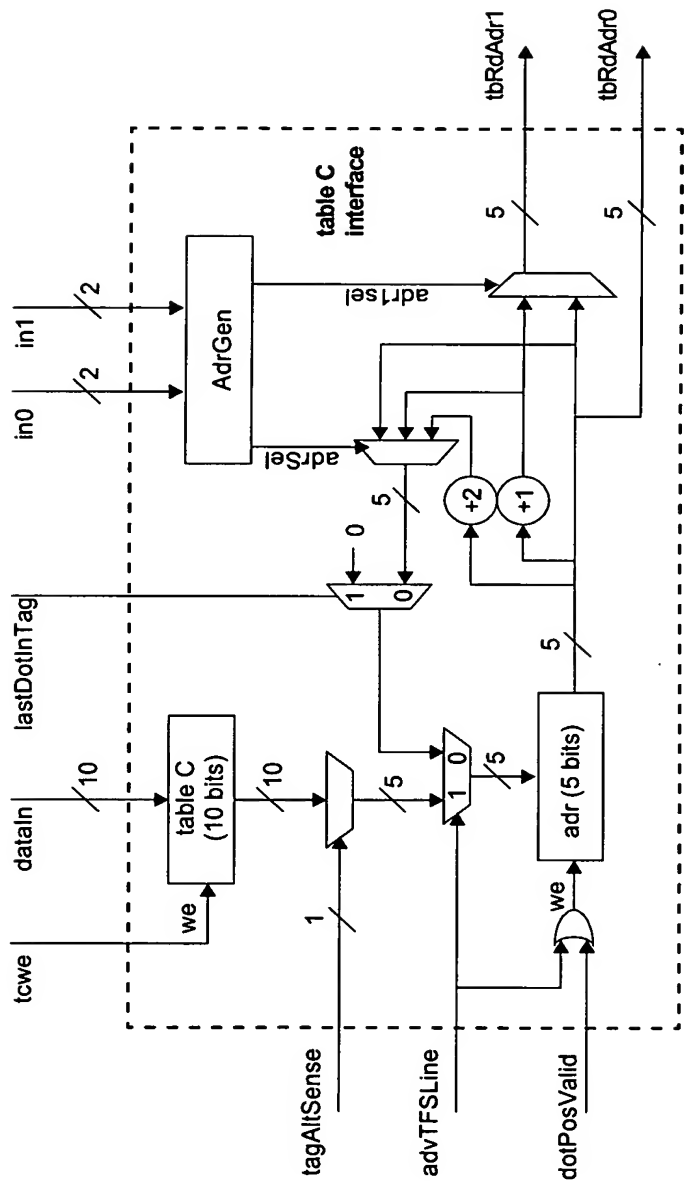 tcwe
dataIn
lastDotInTag
in0
in1
10
2
2
we
table C
(10 bits)
AdrGen
table C
interface
10
1
0
0
adrSel
adr1sel
1
5
5
+2
+1
5
tbRdAdr1
1 0
5
tagAltSense
we
adr (5 bits)
5
5
tbRdAdr0
advTFSLine
dotPosValid